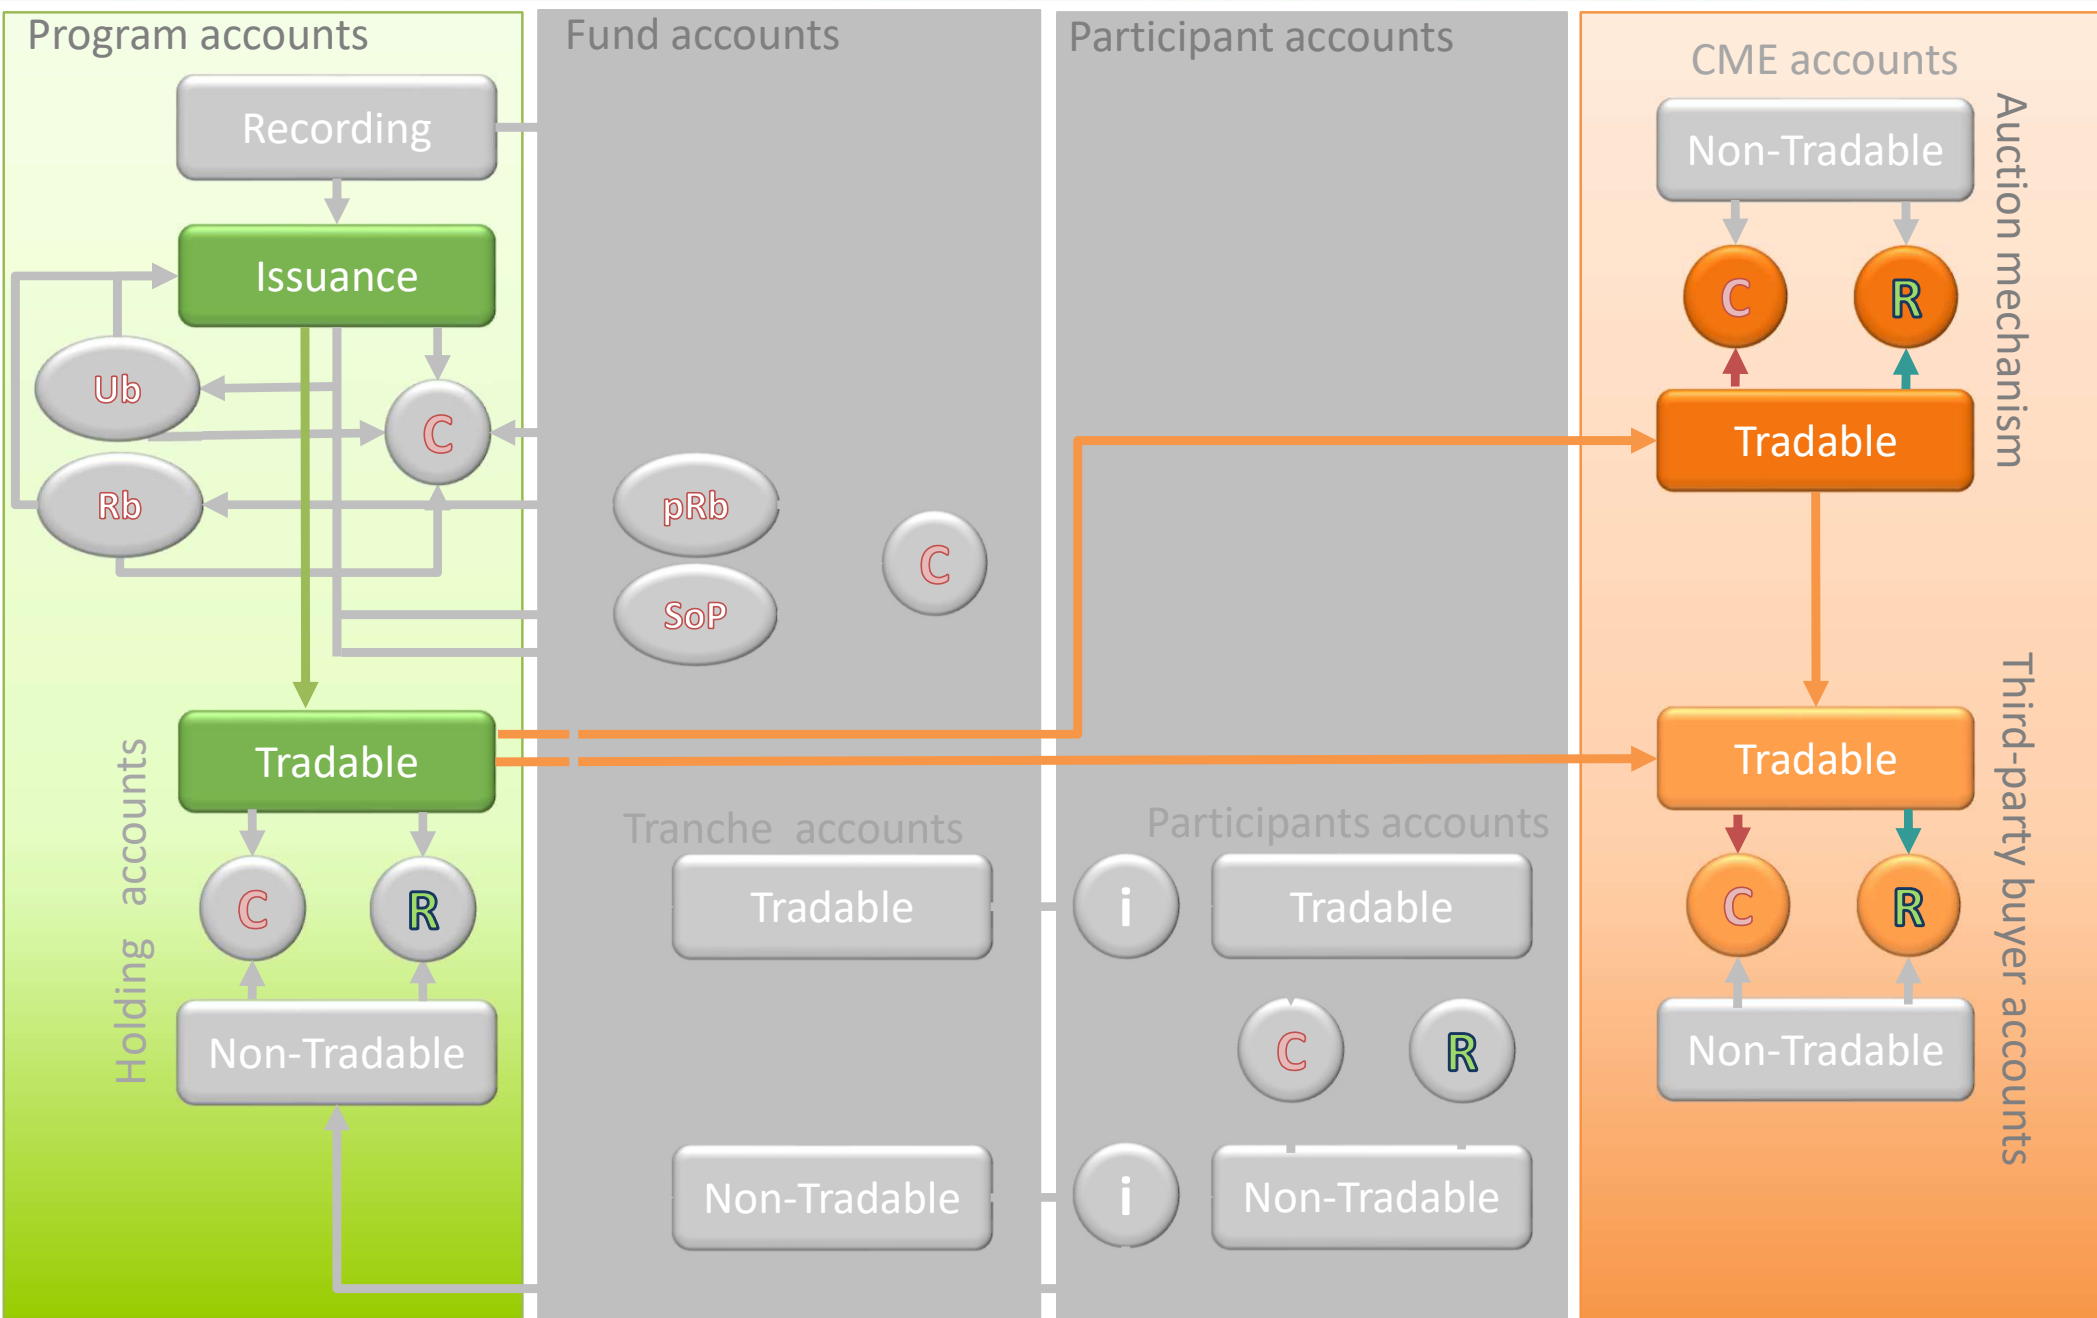 Program accounts
Recording
Issuance
Ub
C
Rb
Tradable
C
R
Non-Tradable
Holding accounts
Fund accounts
pRb
C
SoP
Tranche accounts
Tradable
Non-Tradable
Participant accounts
Participants accounts
i
Tradable
C
R
i
Non-Tradable
CME accounts
Non-Tradable
C
R
Tradable
Auction mechanism
Tradable
C
R
Non-Tradable
Third-party buyer accounts